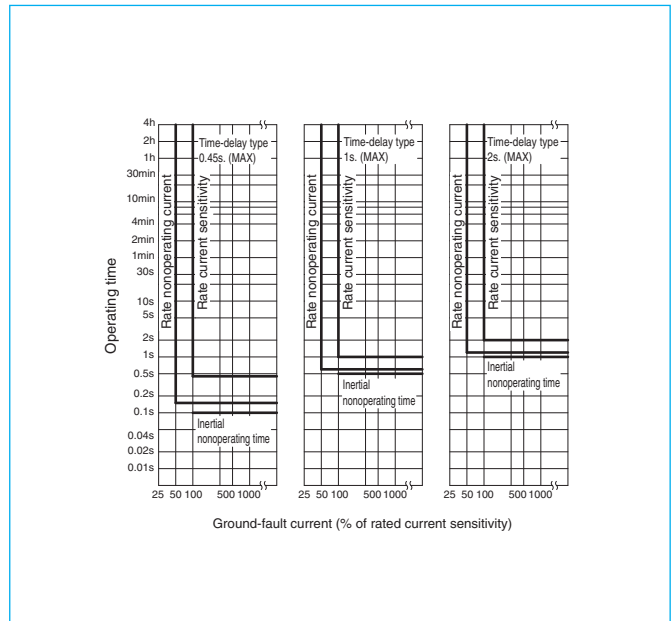 Operating time
4h
2h
1h
30min
10min
4min
2min
1min
30s
10s
5s
2s
1s
0.5s
0.2s
0.1s
0.04s
0.02s
0.01s
Rate nonoperating current
Rate current sensitivity
Time-delay type
0.45s. (MAX)
Inertial
nonoperating time
25 50 100 500 1000
Rate nonoperating current
Rate current sensitivity
Time-delay type
1s. (MAX)
Inertial
nonoperating time
25 50 100 500 1000
Rate nonoperating current
Rate current sensitivity
Time-delay type
2s. (MAX)
Inertial
nonoperating time
25 50 100 500 1000
Ground-fault current (% of rated current sensitivity)